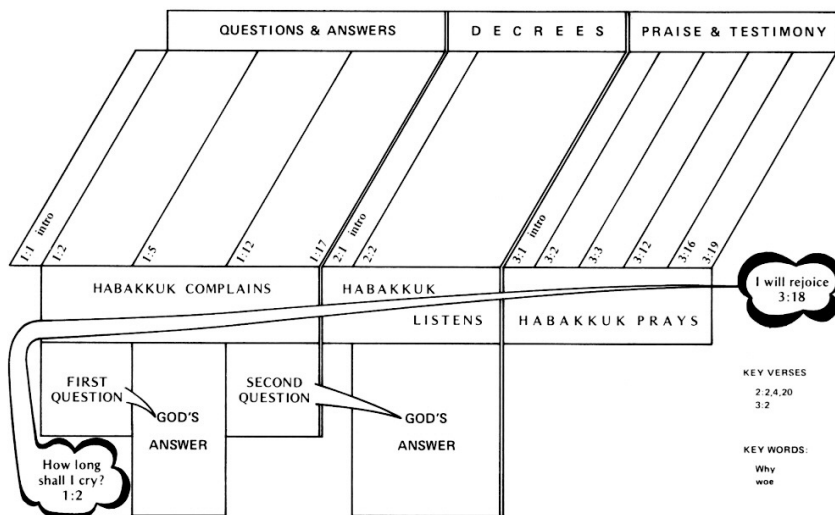 QUESTIONS & ANSWERS
DECREES
PRAISE & TESTIMONY
1:1 intro
1:2
1:5
1:12
1:17
2:1 intro
2:2
3:1 intro
3:2
3:3
3:12
3:16
3:19
HABAKKUK COMPLAINS
HABAKKUK
LISTENS
HABAKKUK PRAYS
I will rejoice
3:18
FIRST
QUESTION
GOD'S
ANSWER
SECOND
QUESTION
GOD'S
ANSWER
How long
shall I cry?
1:2
KEY VERSES
2:2,4,20
3:2
KEY WORDS:
Why
woe